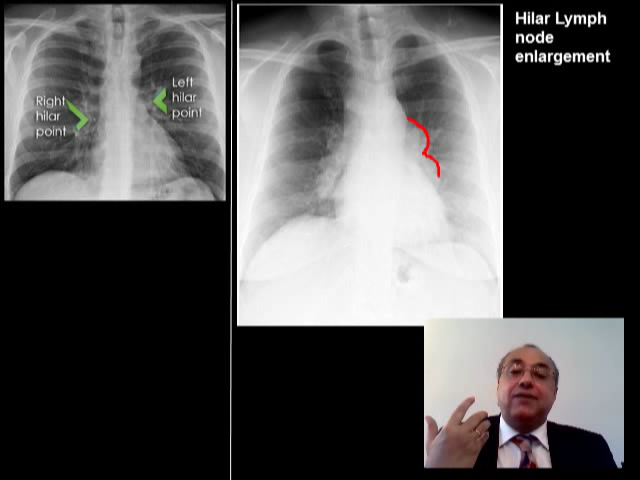 Hilar Lymph
node
enlargement
Right
hilar
point
Left
hilar
point